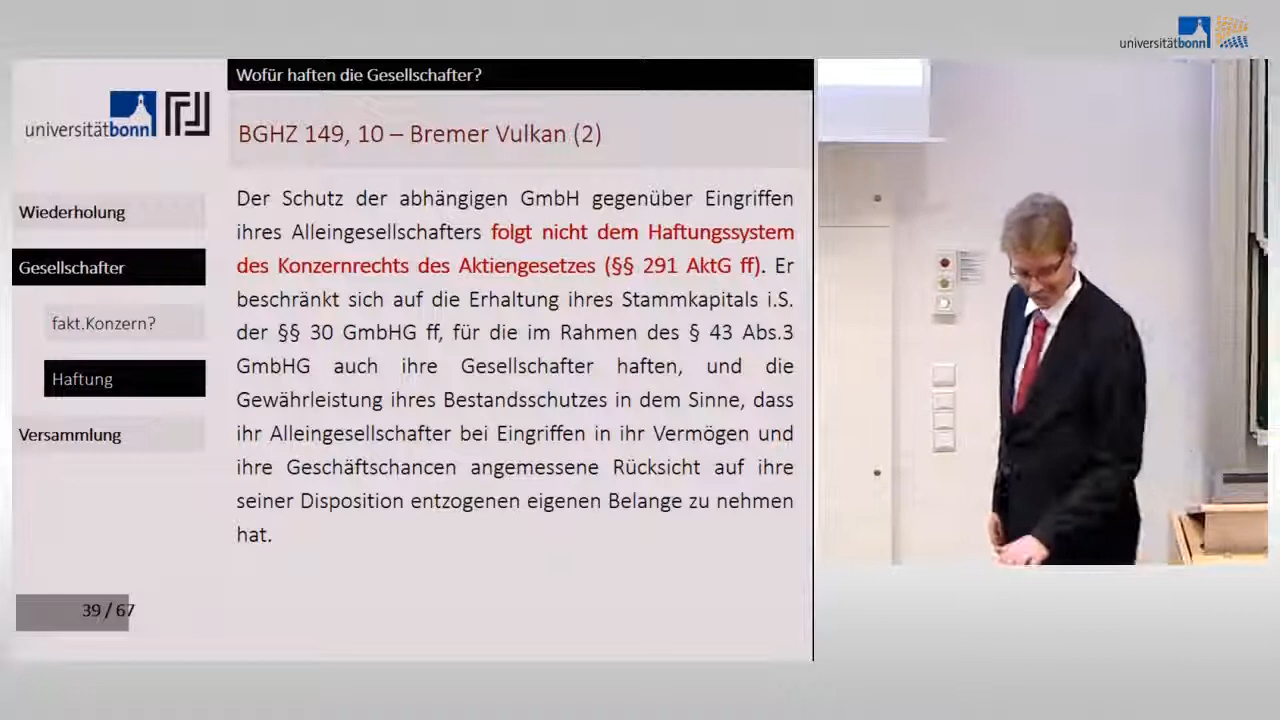 universitätbonn
Wofür haften die Gesellschafter?
universitätbonn
BGHZ 149, 10 – Bremer Vulkan (2)
Wiederholung
Gesellschafter
fakt.Konzern?
Haftung
Versammlung
Der Schutz der abhängigen GmbH gegenüber Eingriffen
ihres Alleingesellschafters folgt nicht dem Haftungssystem
des Konzernrechts des Aktiengesetzes (§§ 291 AktG ff). Er
beschränkt sich auf die Erhaltung ihres Stammkapitals i.S.
der §§ 30 GmbHG ff, für die im Rahmen des § 43 Abs.3
GmbHG auch ihre Gesellschafter haften, und die
Gewährleistung ihres Bestandsschutzes in dem Sinne, dass
ihr Alleingesellschafter bei Eingriffen in ihr Vermögen und
ihre Geschäftschancen angemessene Rücksicht auf ihre
seiner Disposition entzogenen eigenen Belange zu nehmen
hat.
39 / 67